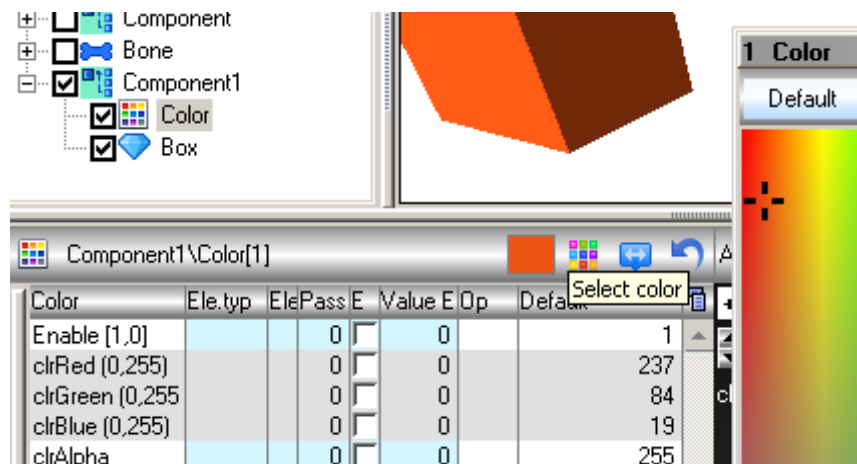 Component
Bone
Component1
Color
Box
1 Color
Default
Component1\Color[1]
A
Select color
Color Ele.typ Ele Pass E Value E Op
Enable [1,0] 0 0 1
clrRed (0,255) 0 0 237
clrGreen (0,255 0 0 84
clrBlue (0,255) 0 0 19
clrAlpha 0 0 255
cl